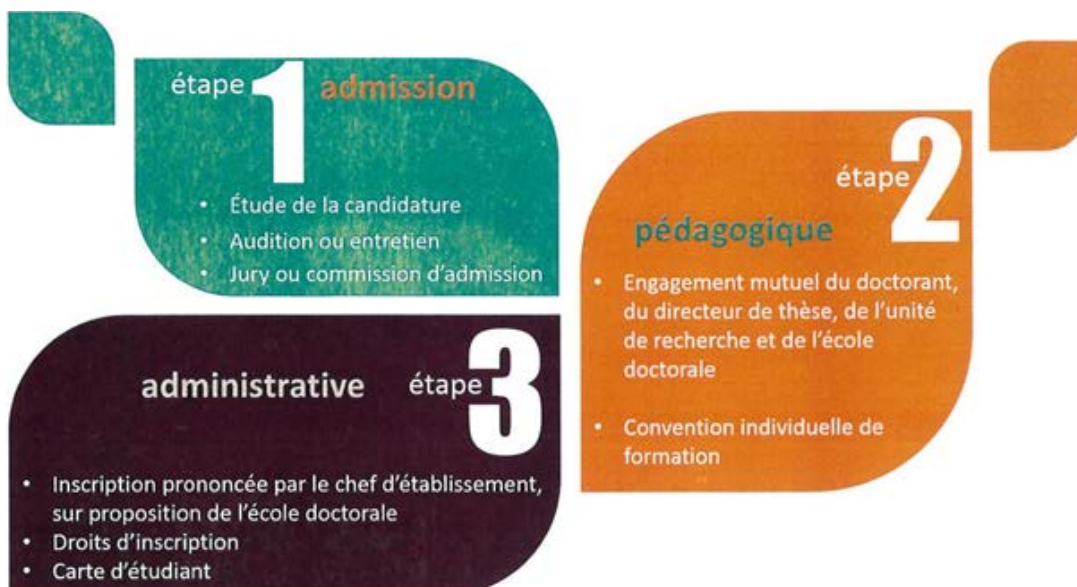 étape 1 admission
• Étude de la candidature
• Audition ou entretien
• Jury ou commission d'admission
étape 2
pédagogique
• Engagement mutuel du doctorant,
du directeur de thèse, de l'unité
de recherche et de l'école
doctorale
• Convention individuelle de
formation
administrative étape 3
• Inscription prononcée par le chef d'établissement,
sur proposition de l'école doctorale
• Droits d'inscription
• Carte d'étudiant